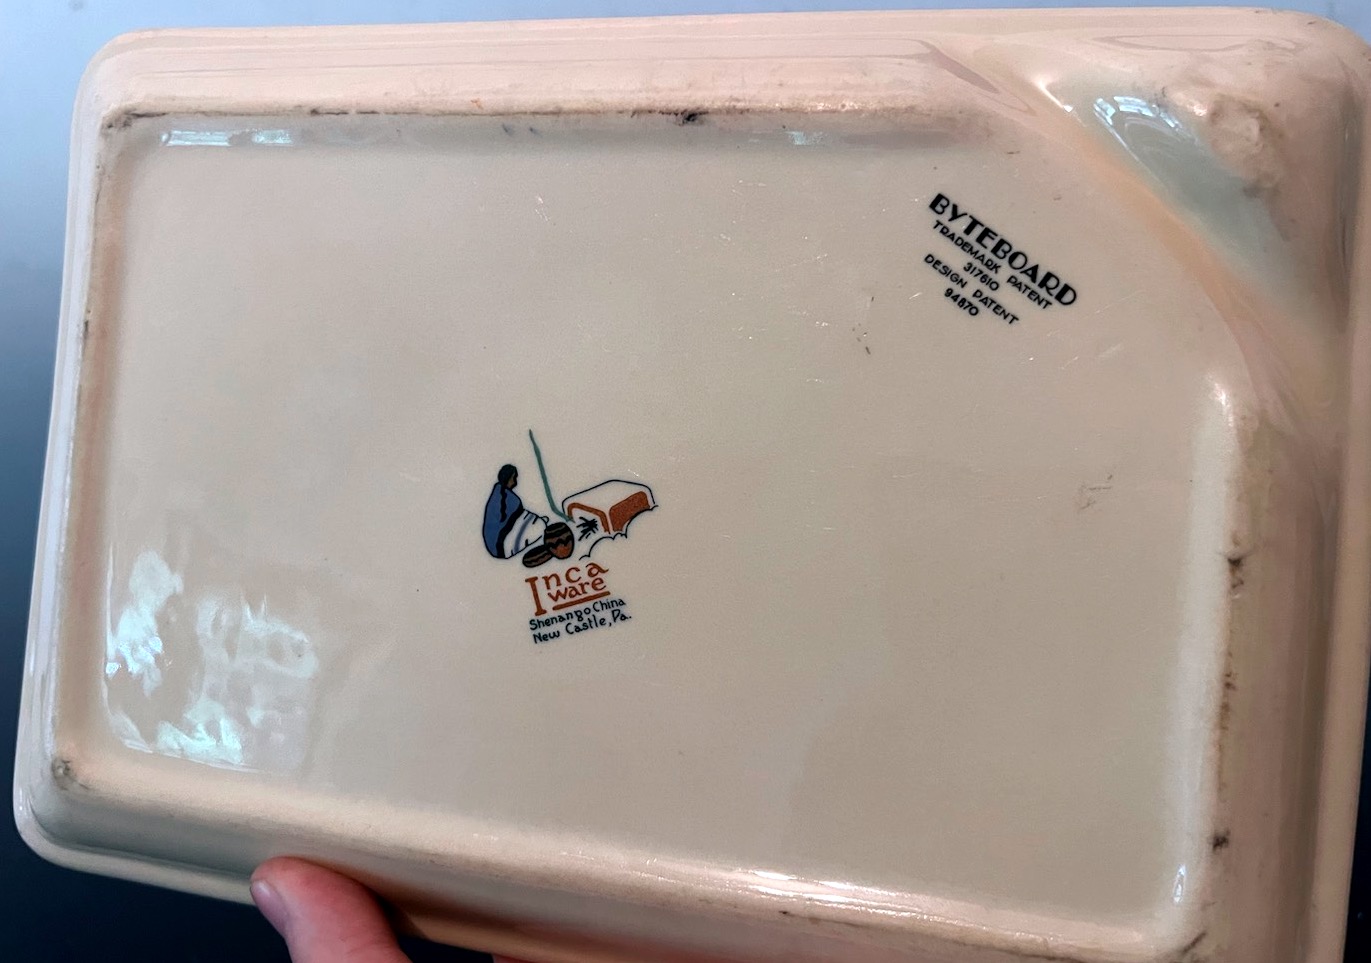 BYTEBOARD
TRADEMARK PATENT
317610
DESIGN PATENT
94870
Inca
ware
Shenango China
New Castle, Pa.